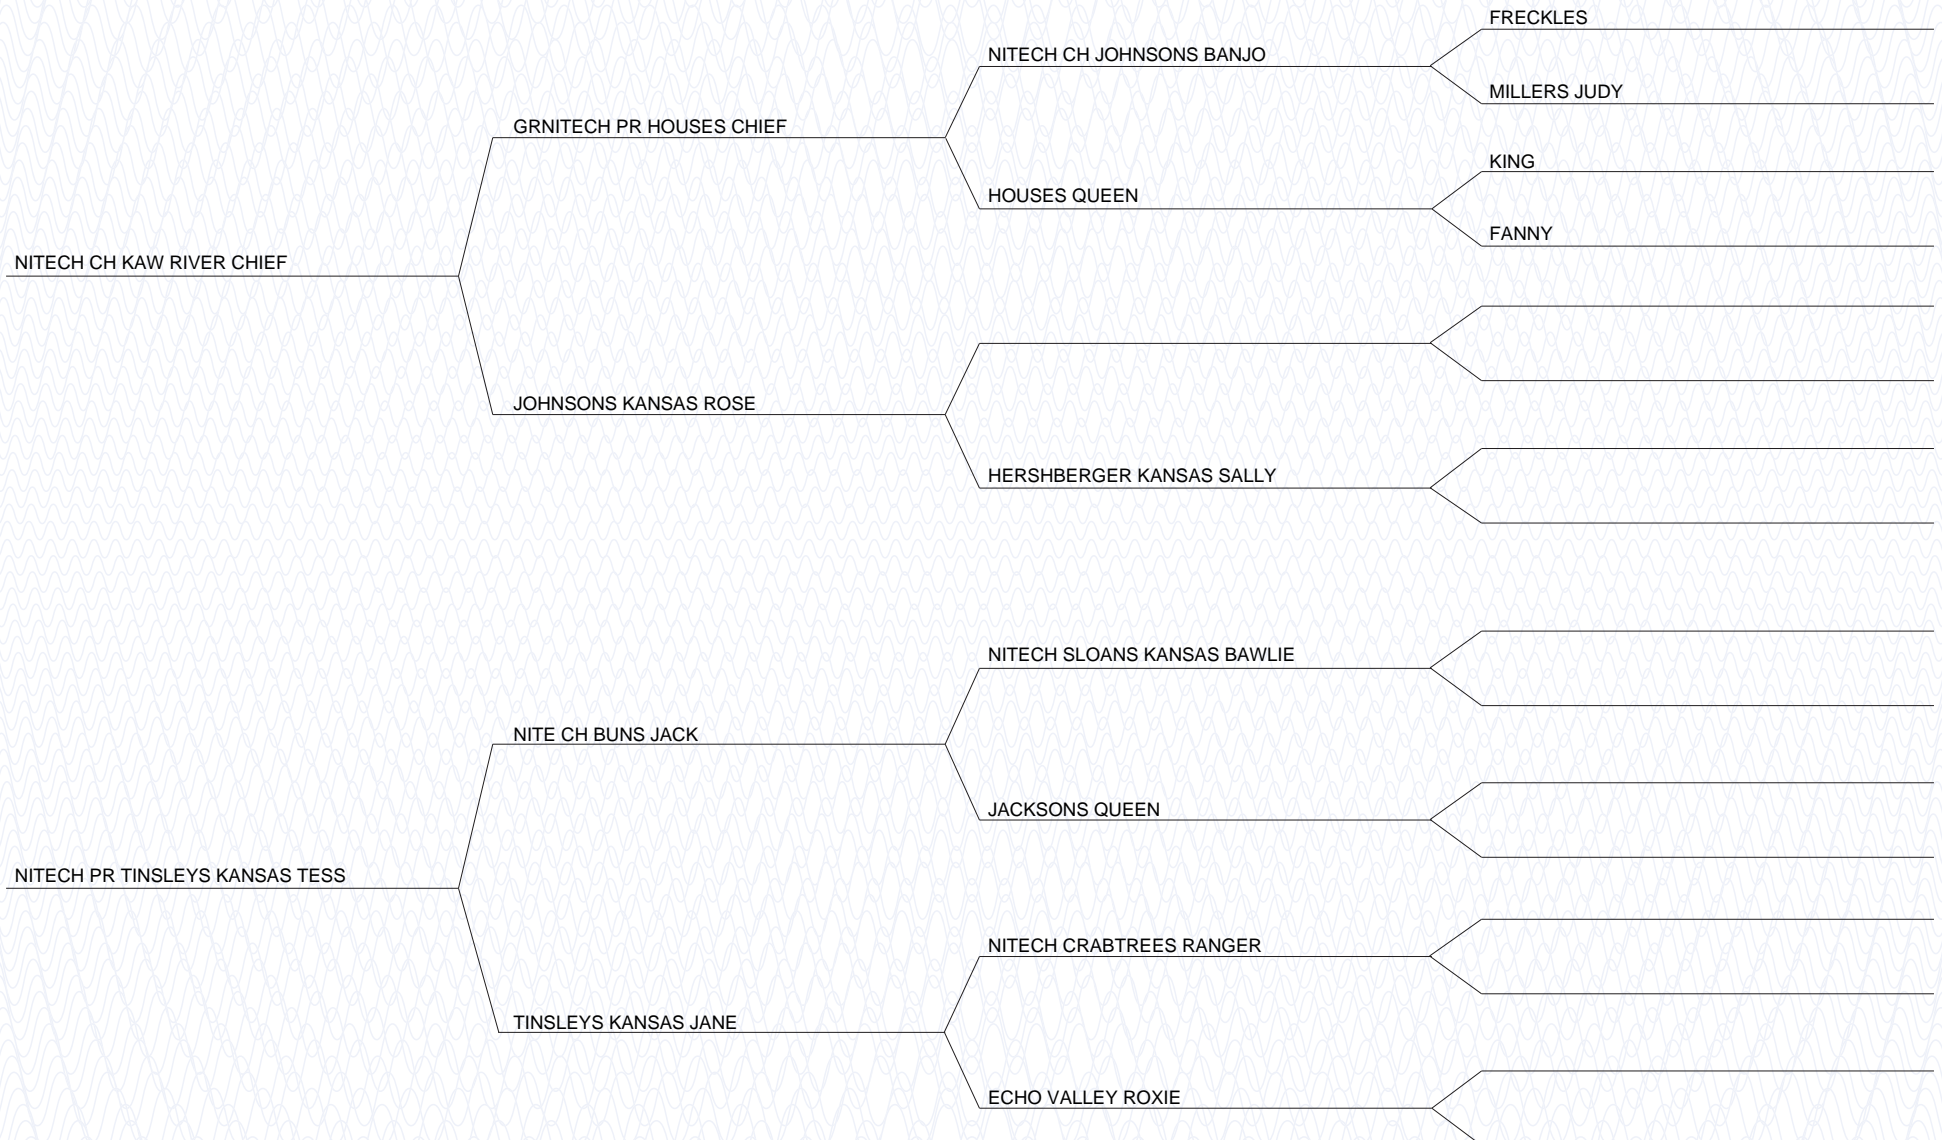 FRECKLES
NITECH CH JOHNSONS BANJO
MILLERS JUDY
GRNITECH PR HOUSES CHIEF
KING
HOUSES QUEEN
FANNY
NITECH CH KAW RIVER CHIEF
JOHNSONS KANSAS ROSE
HERSHBERGER KANSAS SALLY
NITECH SLOANS KANSAS BAWLIE
NITE CH BUNS JACK
JACKSONS QUEEN
NITECH PR TINSLEYS KANSAS TESS
NITECH CRABTREES RANGER
TINSLEYS KANSAS JANE
ECHO VALLEY ROXIE